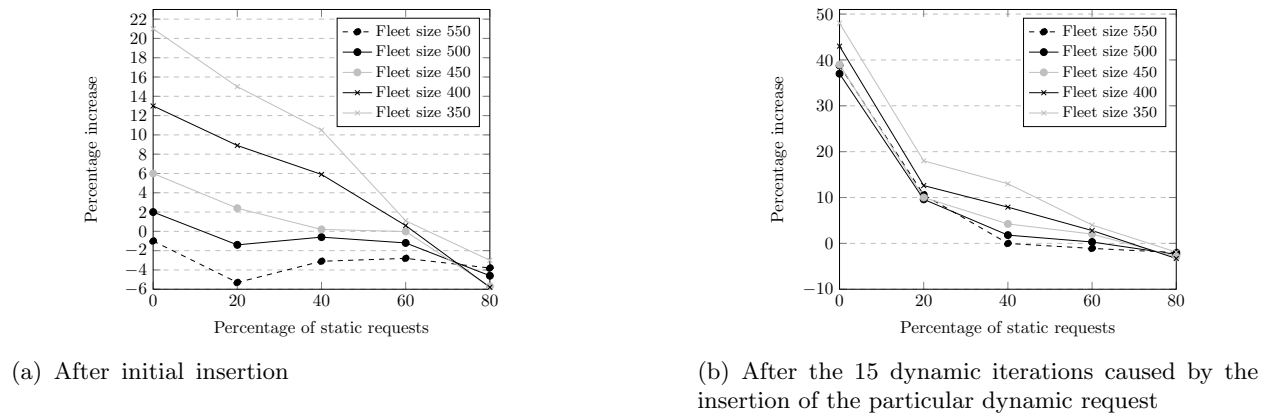 22
20
18
16
14
12
10
8
6
4
2
0
−2
−4
−6
0
20
40
60
80
Percentage increase
Percentage of static requests
Fleet size 550
Fleet size 500
Fleet size 450
Fleet size 400
Fleet size 350
(a) After initial insertion
50
40
30
20
10
0
−10
0
20
40
60
80
Percentage increase
Percentage of static requests
Fleet size 550
Fleet size 500
Fleet size 450
Fleet size 400
Fleet size 350
(b) After the 15 dynamic iterations caused by the
insertion of the particular dynamic request